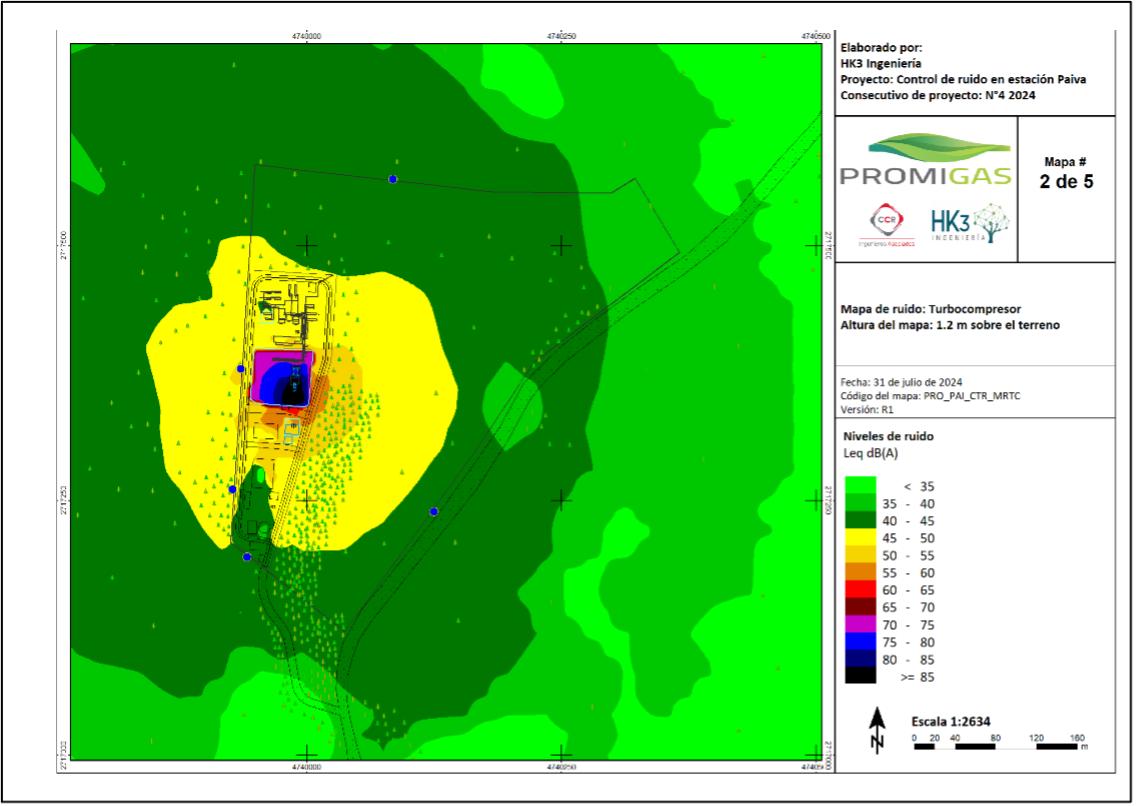 4740000
4740250
4740500
2717500
2717500
2717250
2717250
2717000
2717000
4740000
4740250
4740500
Elaborado por:
HK3 Ingeniería
Proyecto: Control de ruido en estación Paiva
Consecutivo de proyecto: N°4 2024
PROMIGAS
CCR
Ingenieros Asociados
HK3
INGENIERÍA
Mapa #
2 de 5
Mapa de ruido: Turbocompresor
Altura del mapa: 1.2 m sobre el terreno
Fecha: 31 de julio de 2024
Código del mapa: PRO_PAI_CTR_MRTC
Versión: R1
Niveles de ruido
Leq dB(A)
< 35
35 - 40
40 - 45
45 - 50
50 - 55
55 - 60
60 - 65
65 - 70
70 - 75
75 - 80
80 - 85
>= 85
N
Escala 1:2634
0 20 40 80 120 160
m